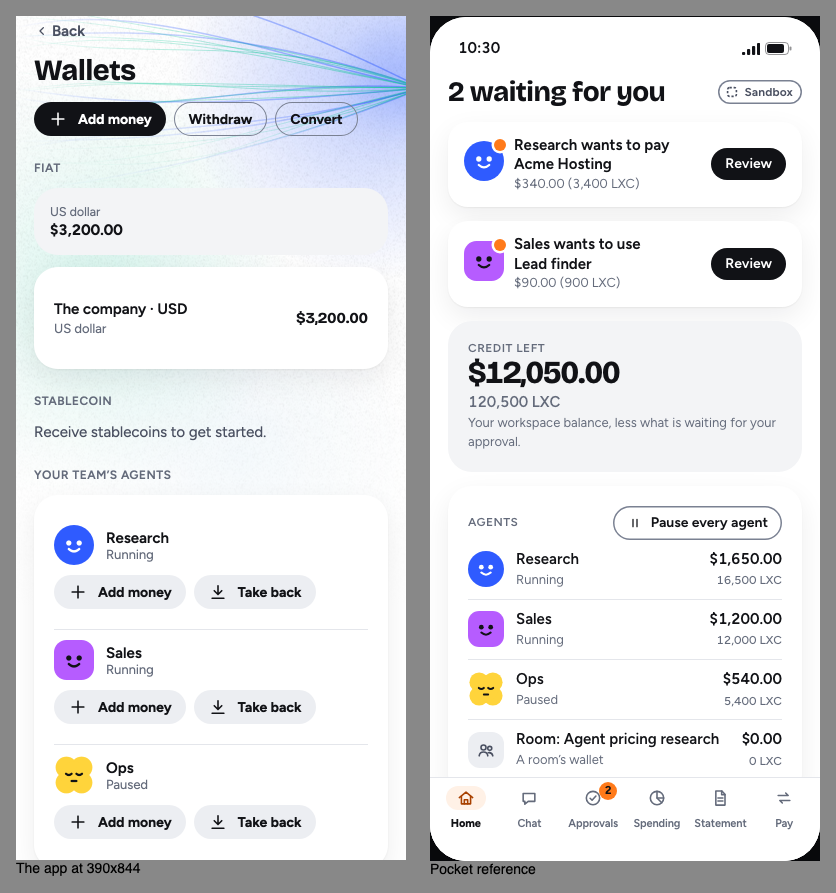 Back
Wallets
Add money
Withdraw
Convert
FIAT
US dollar
$3,200.00
The company · USD
US dollar
$3,200.00
STABLECOIN
Receive stablecoins to get started.
YOUR TEAM'S AGENTS
Research
Running
Add money
Take back
Sales
Running
Add money
Take back
Ops
Paused
Add money
Take back
The app at 390x844
10:30
2 waiting for you
Sandbox
Research wants to pay
Acme Hosting
$340.00 (3,400 LXC)
Review
Sales wants to use
Lead finder
$90.00 (900 LXC)
Review
CREDIT LEFT
$12,050.00
120,500 LXC
Your workspace balance, less what is waiting for your
approval.
AGENTS
Pause every agent
Research
$1,650.00
Running
16,500 LXC
Sales
$1,200.00
Running
12,000 LXC
Ops
$540.00
Paused
5,400 LXC
Room: Agent pricing research
$0.00
A room's wallet
0 LXC
2
Home
Chat
Approvals
Spending
Statement
Pay
Pocket reference